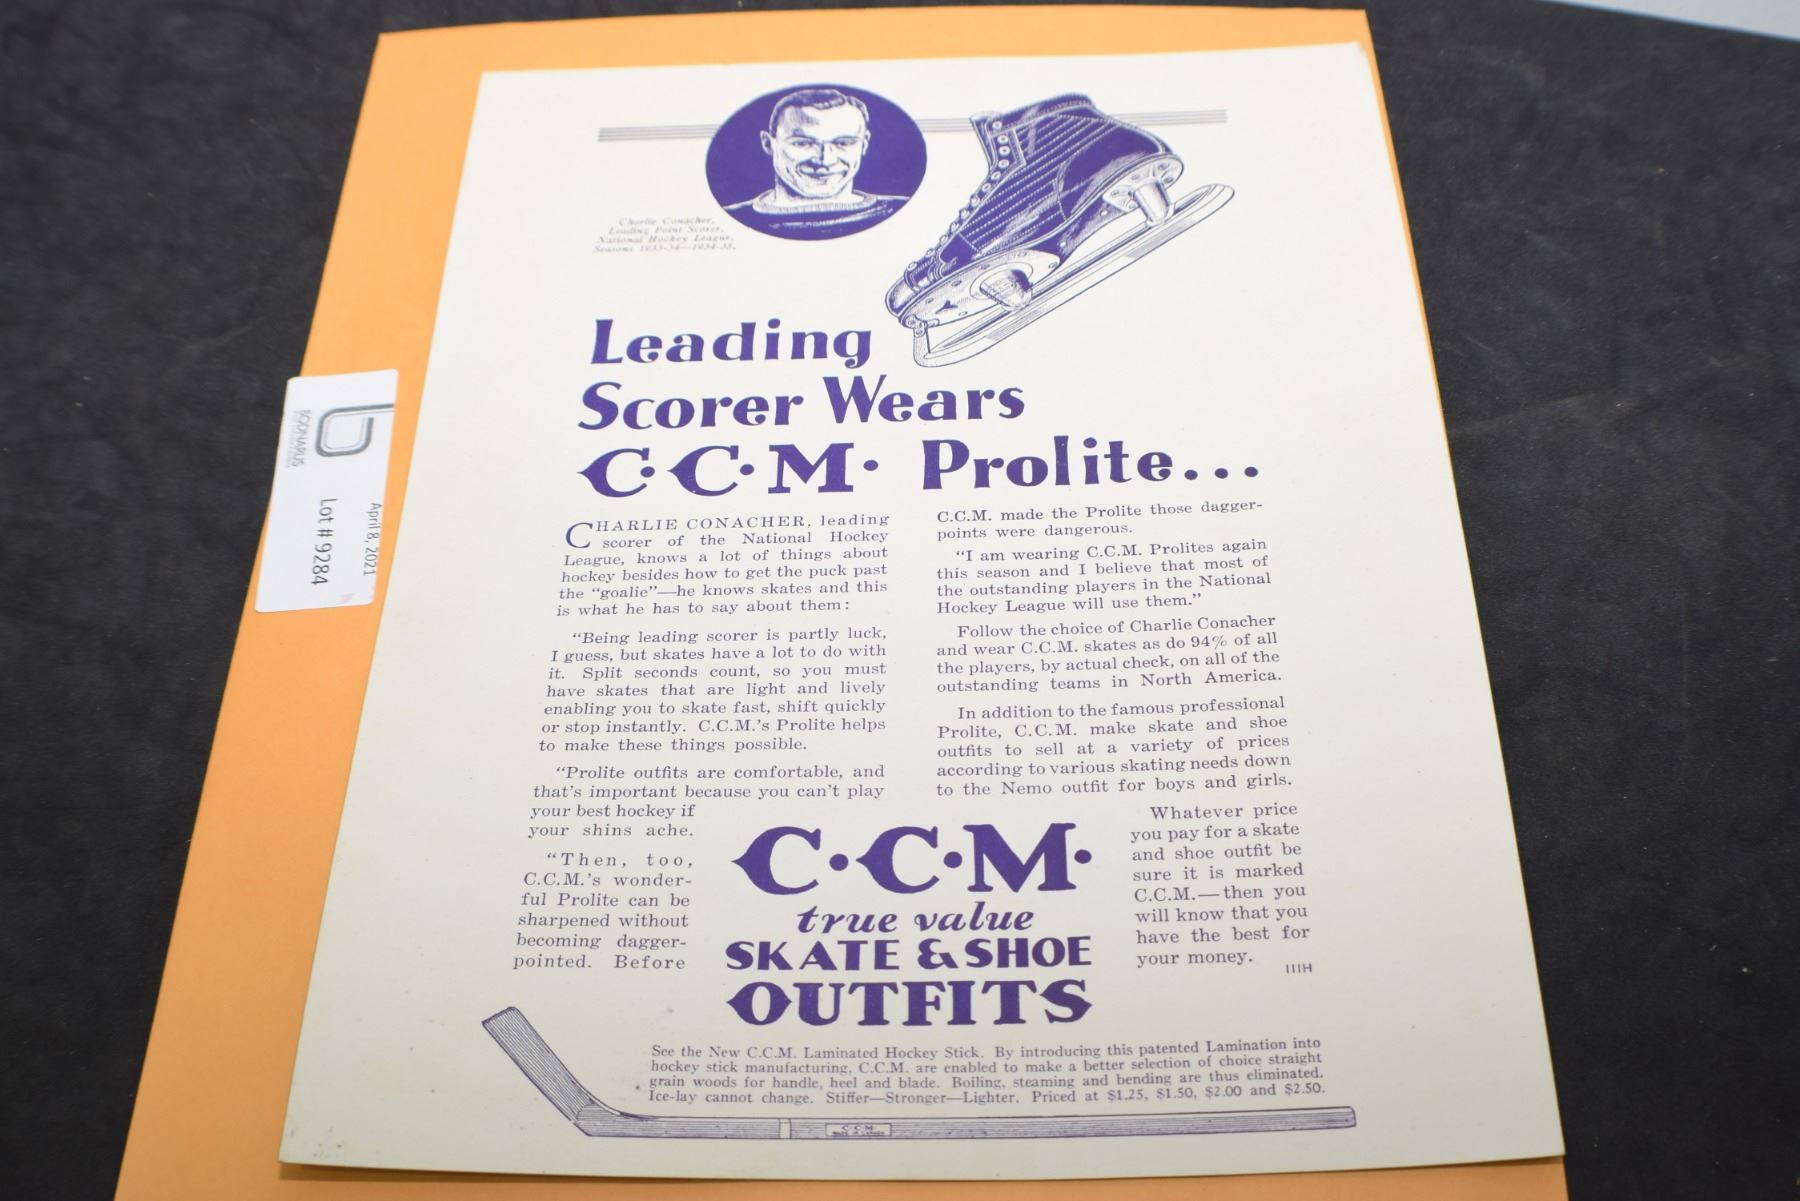 Charlie Conacher,
Leading Point Scorer,
National Hockey League,
Seasons 1933-34—1934-35.
Leading
Scorer Wears
C·C·M· Prolite...
CHARLIE CONACHER, leading
scorer of the National Hockey
League, knows a lot of things about
hockey besides how to get the puck past
the “goalie”—he knows skates and this
is what he has to say about them:
“Being leading scorer is partly luck,
I guess, but skates have a lot to do with
it. Split seconds count, so you must
have skates that are light and lively
enabling you to skate fast, shift quickly
or stop instantly. C.C.M.’s Prolite helps
to make these things possible.
“Prolite outfits are comfortable, and
that’s important because you can’t play
your best hockey if
your shins ache.
“Then, too,
C.C.M.’s wonder-
ful Prolite can be
sharpened without
becoming dagger-
pointed. Before
C.C.M. made the Prolite those dagger-
points were dangerous.
“I am wearing C.C.M. Prolites again
this season and I believe that most of
the outstanding players in the National
Hockey League will use them.”
Follow the choice of Charlie Conacher
and wear C.C.M. skates as do 94% of all
the players, by actual check, on all of the
outstanding teams in North America.
In addition to the famous professional
Prolite, C.C.M. make skate and shoe
outfits to sell at a variety of prices
according to various skating needs down
to the Nemo outfit for boys and girls.
Whatever price
you pay for a skate
and shoe outfit be
sure it is marked
C.C.M.—then you
will know that you
have the best for
your money.
IIIH
C·C·M·
true value
SKATE & SHOE
OUTFITS
See the New C.C.M. Laminated Hockey Stick. By introducing this patented Lamination into
hockey stick manufacturing, C.C.M. are enabled to make a better selection of choice straight
grain woods for handle, heel and blade. Boiling, steaming and bending are thus eliminated.
Ice-lay cannot change. Stiffer—Stronger—Lighter. Priced at $1.25, $1.50, $2.00 and $2.50.
C·C·M
BODNARUS
April 8, 2021
Lot # 9284